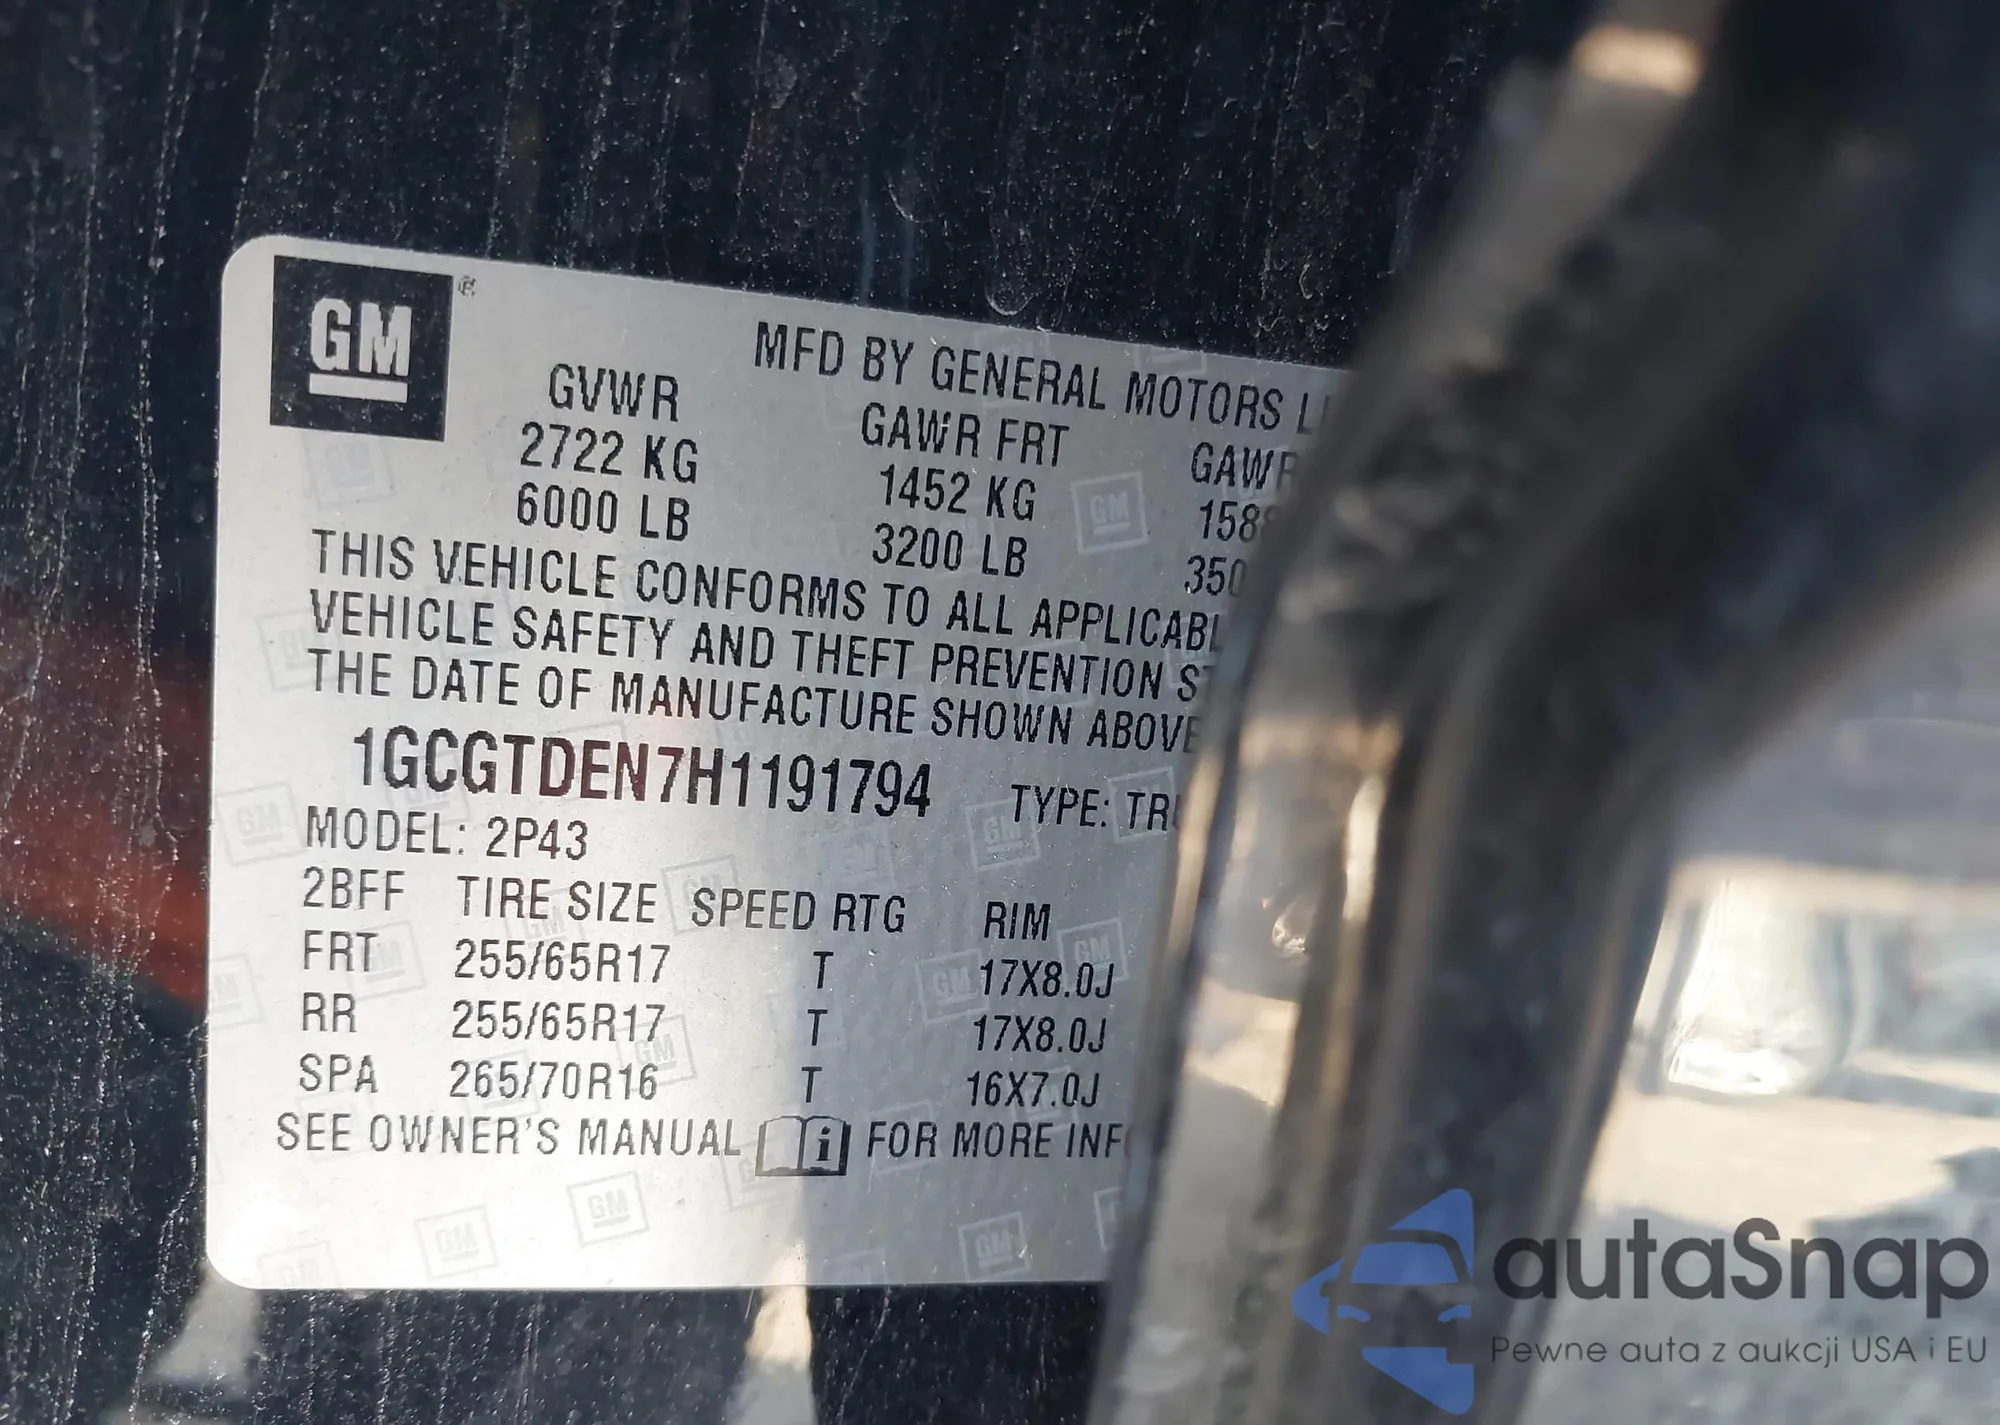 GM
MFD BY GENERAL MOTORS
GVWR GAWR FRT
2722 KG 1452 KG
6000 LB 3200 LB
THIS VEHICLE CONFORMS TO ALL
VEHICLE SAFETY AND THEFT PREVENTION
THE DATE OF MANUFACTURE SHOWN ABOVE
1GCGTDEN7H1191794 TYPE:
MODEL: 2P43
2BFF TIRE SIZE SPEED RTG RIM
FRT 255/65R17 T 17X8.0J
RR 255/65R17 T 17X8.0J
SPA 265/70R16 T 16X7.0J
SEE OWNER'S MANUAL i FOR MORE
autaSnap
Pewne auta z aukcji USA i EU